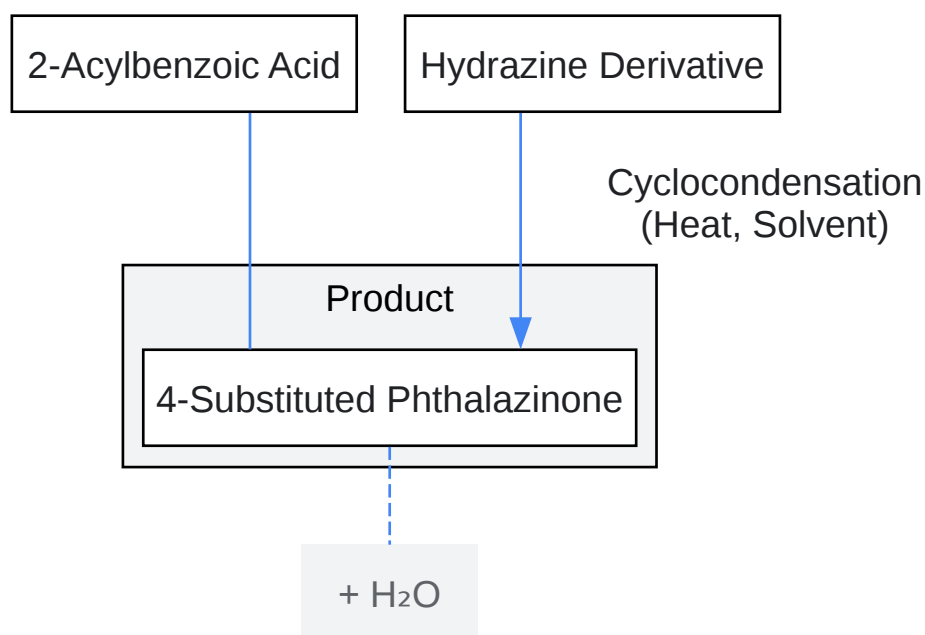 2-Acylbenzoic Acid
Hydrazine Derivative
Cyclocondensation
(Heat, Solvent)
Product
4-Substituted Phthalazinone
+ H₂O